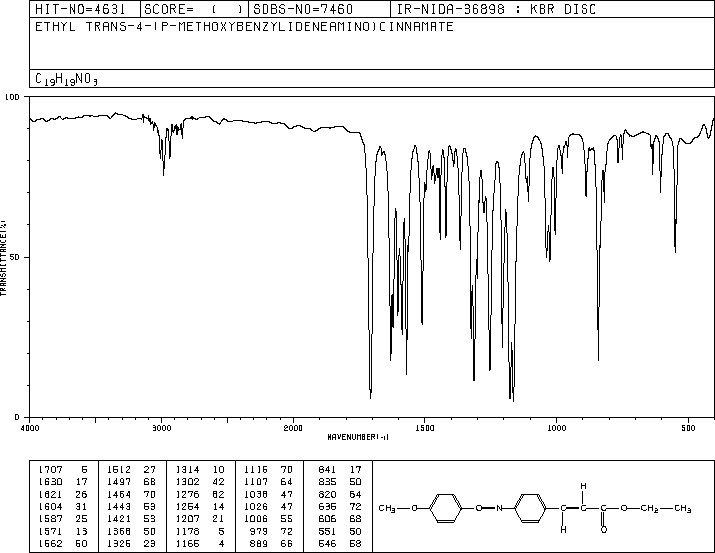 HIT-NO=4631 SCORE= ( ) SDBS-NO=7460 IR-NIDA-36898 : KBR DISC
ETHYL TRANS-4-(P-METHOXYBENZYLIDENEAMINO)CINNAMATE
C19H19NO3
100
50
0
TRANSMITTANCE(%)
4000 3000 2000 1500 1000 500
WAVENUMBER(-1)
1707 5 1512 27 1314 10 1115 70 841 17
1630 17 1497 68 1302 42 1107 64 835 50
1621 26 1464 70 1276 62 1038 47 820 64
1604 31 1443 53 1254 14 1026 47 635 72
1587 25 1421 53 1207 21 1006 55 606 68
1571 13 1368 50 1178 5 979 72 551 50
1562 50 1325 23 1165 4 889 66 546 58
CH3 O O N H H O O CH2 CH3